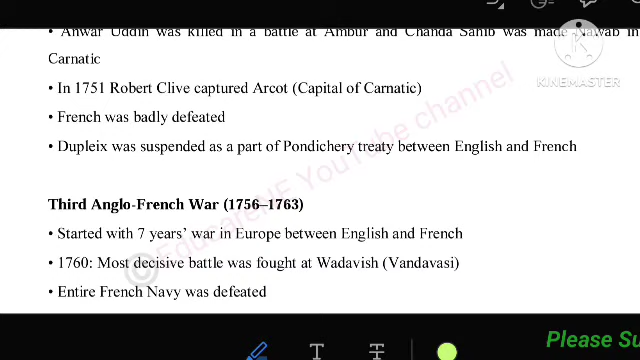 • Anwar Uddin was killed in a battle at Ambur and Chanda Sahib was made Nawab in
Carnatic
• In 1751 Robert Clive captured Arcot (Capital of Carnatic)
• French was badly defeated
• Dupleix was suspended as a part of Pondichery treaty between English and French
Third Anglo-French War (1756–1763)
• Started with 7 years’ war in Europe between English and French
• 1760: Most decisive battle was fought at Wadavish (Vandavasi)
• Entire French Navy was defeated
KINEMASTER
YouTube channel
Please Su
T T